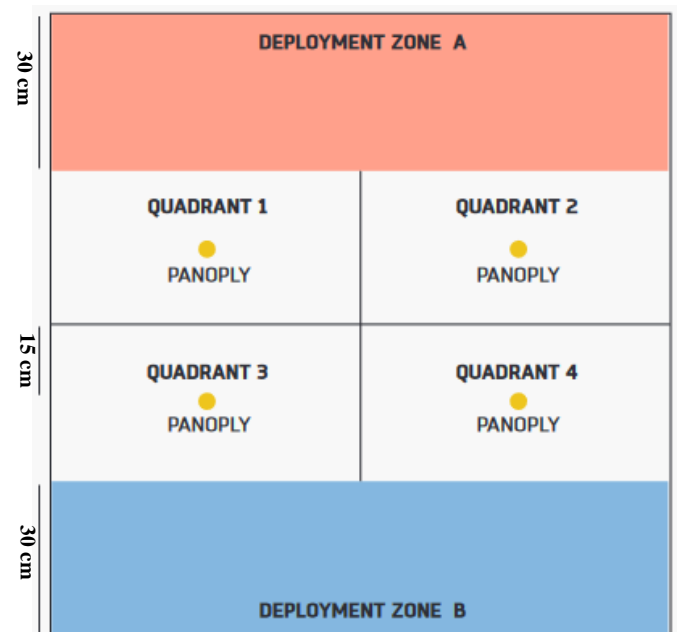 DEPLOYMENT ZONE A
30 cm
QUADRANT 1
QUADRANT 2
PANOPLY
PANOPLY
15 cm
QUADRANT 3
QUADRANT 4
PANOPLY
PANOPLY
30 cm
DEPLOYMENT ZONE B